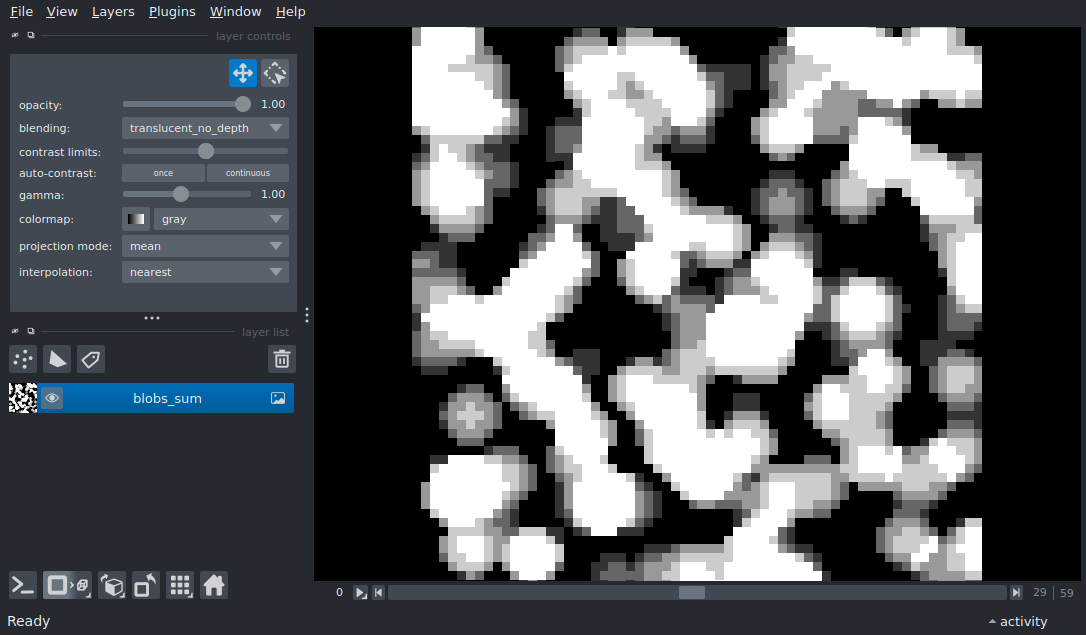 File View Layers Plugins Window Help
layer controls
opacity: 1.00
blending: translucent_no_depth
contrast limits:
auto-contrast: once continuous
gamma: 1.00
colormap: gray
projection mode: mean
interpolation: nearest
layer list
blobs_sum
0 29 | 59
Ready activity